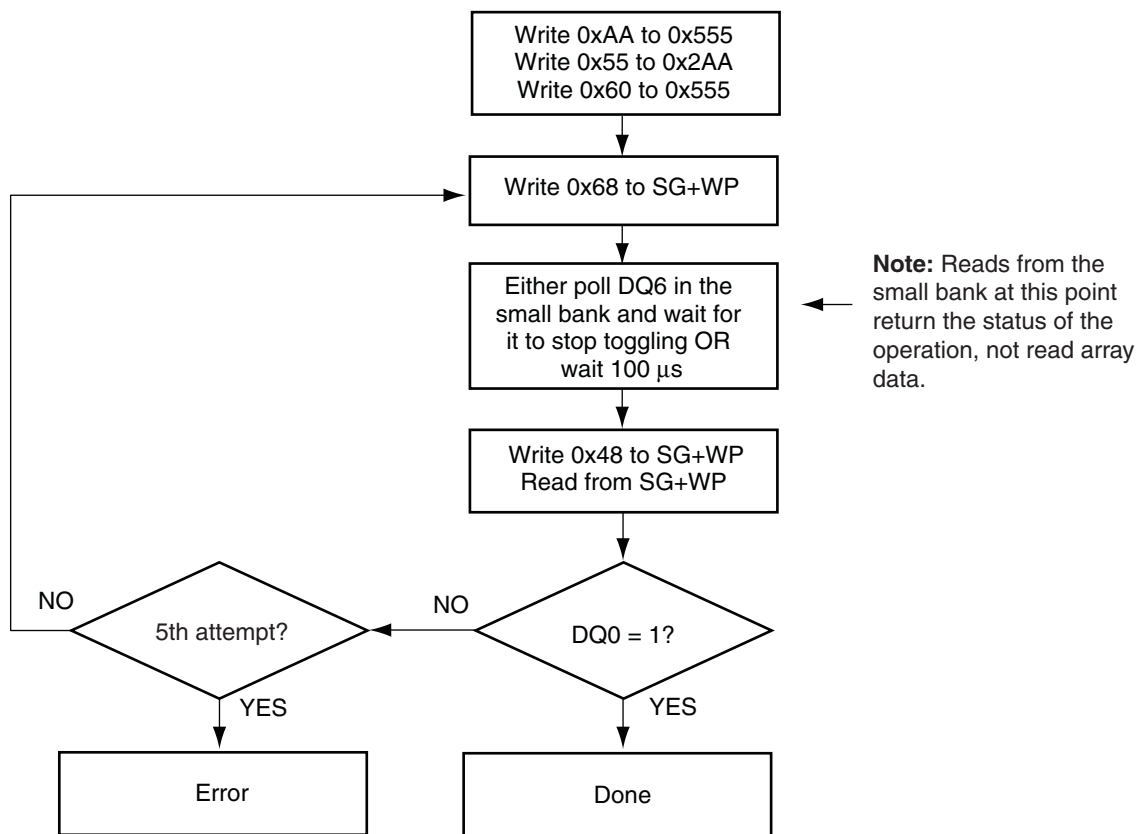 Write 0xAA to 0x555
Write 0x55 to 0x2AA
Write 0x60 to 0x555
Write 0x68 to SG+WP
Either poll DQ6 in the
small bank and wait for
it to stop toggling OR
wait 100 μs
Note: Reads from the
small bank at this point
return the status of the
operation, not read array
data.
Write 0x48 to SG+WP
Read from SG+WP
NO
5th attempt?
NO
DQ0 = 1?
YES
YES
Error
Done